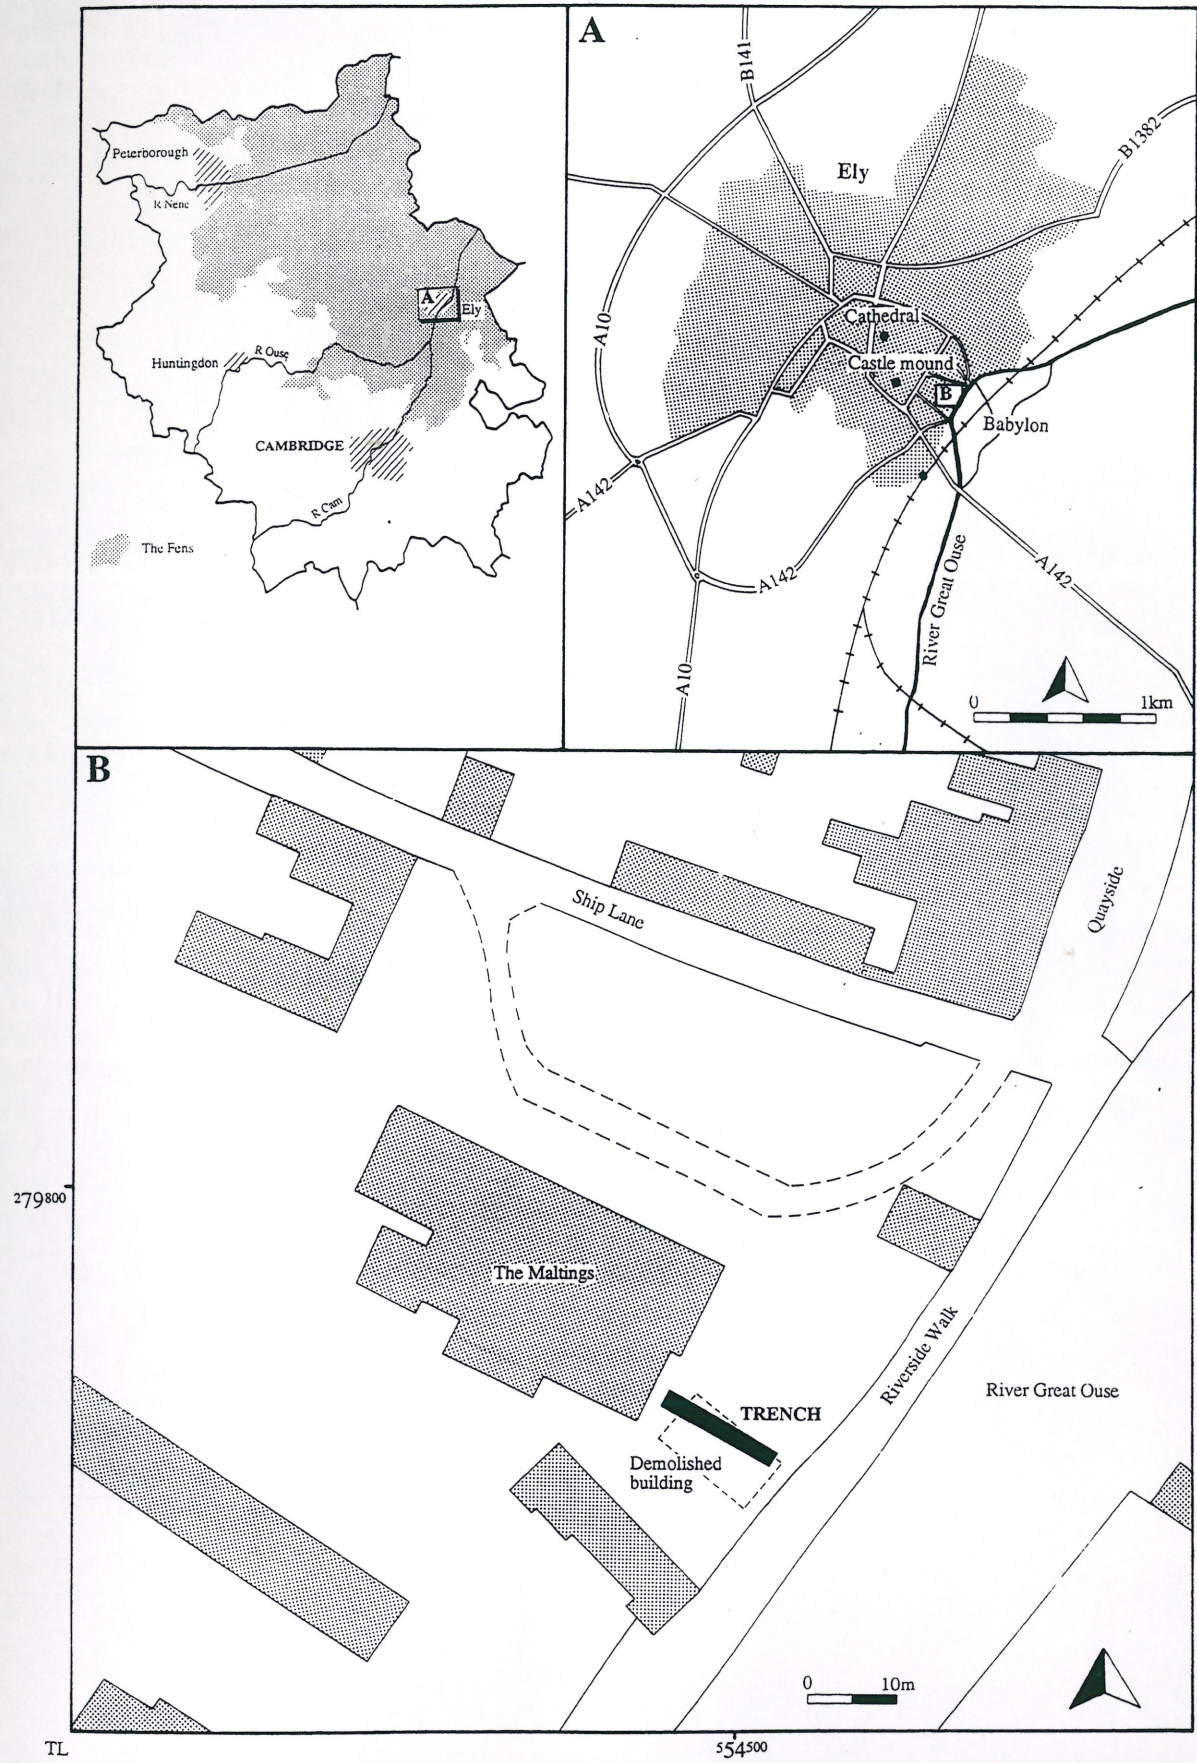 Peterborough
R Nene
A
Ely
Huntingdon
R Ouse
CAMBRIDGE
R Cam
The Fens
A
B141
B1382
Ely
A10
Cathedral
Castle mound
B
Babylon
A142
A142
A142
River Great Ouse
A10
0 1km
B
Ship Lane
Quayside
279800
The Maltings
Riverside Walk
River Great Ouse
TRENCH
Demolished
building
0 10m
TL
554500